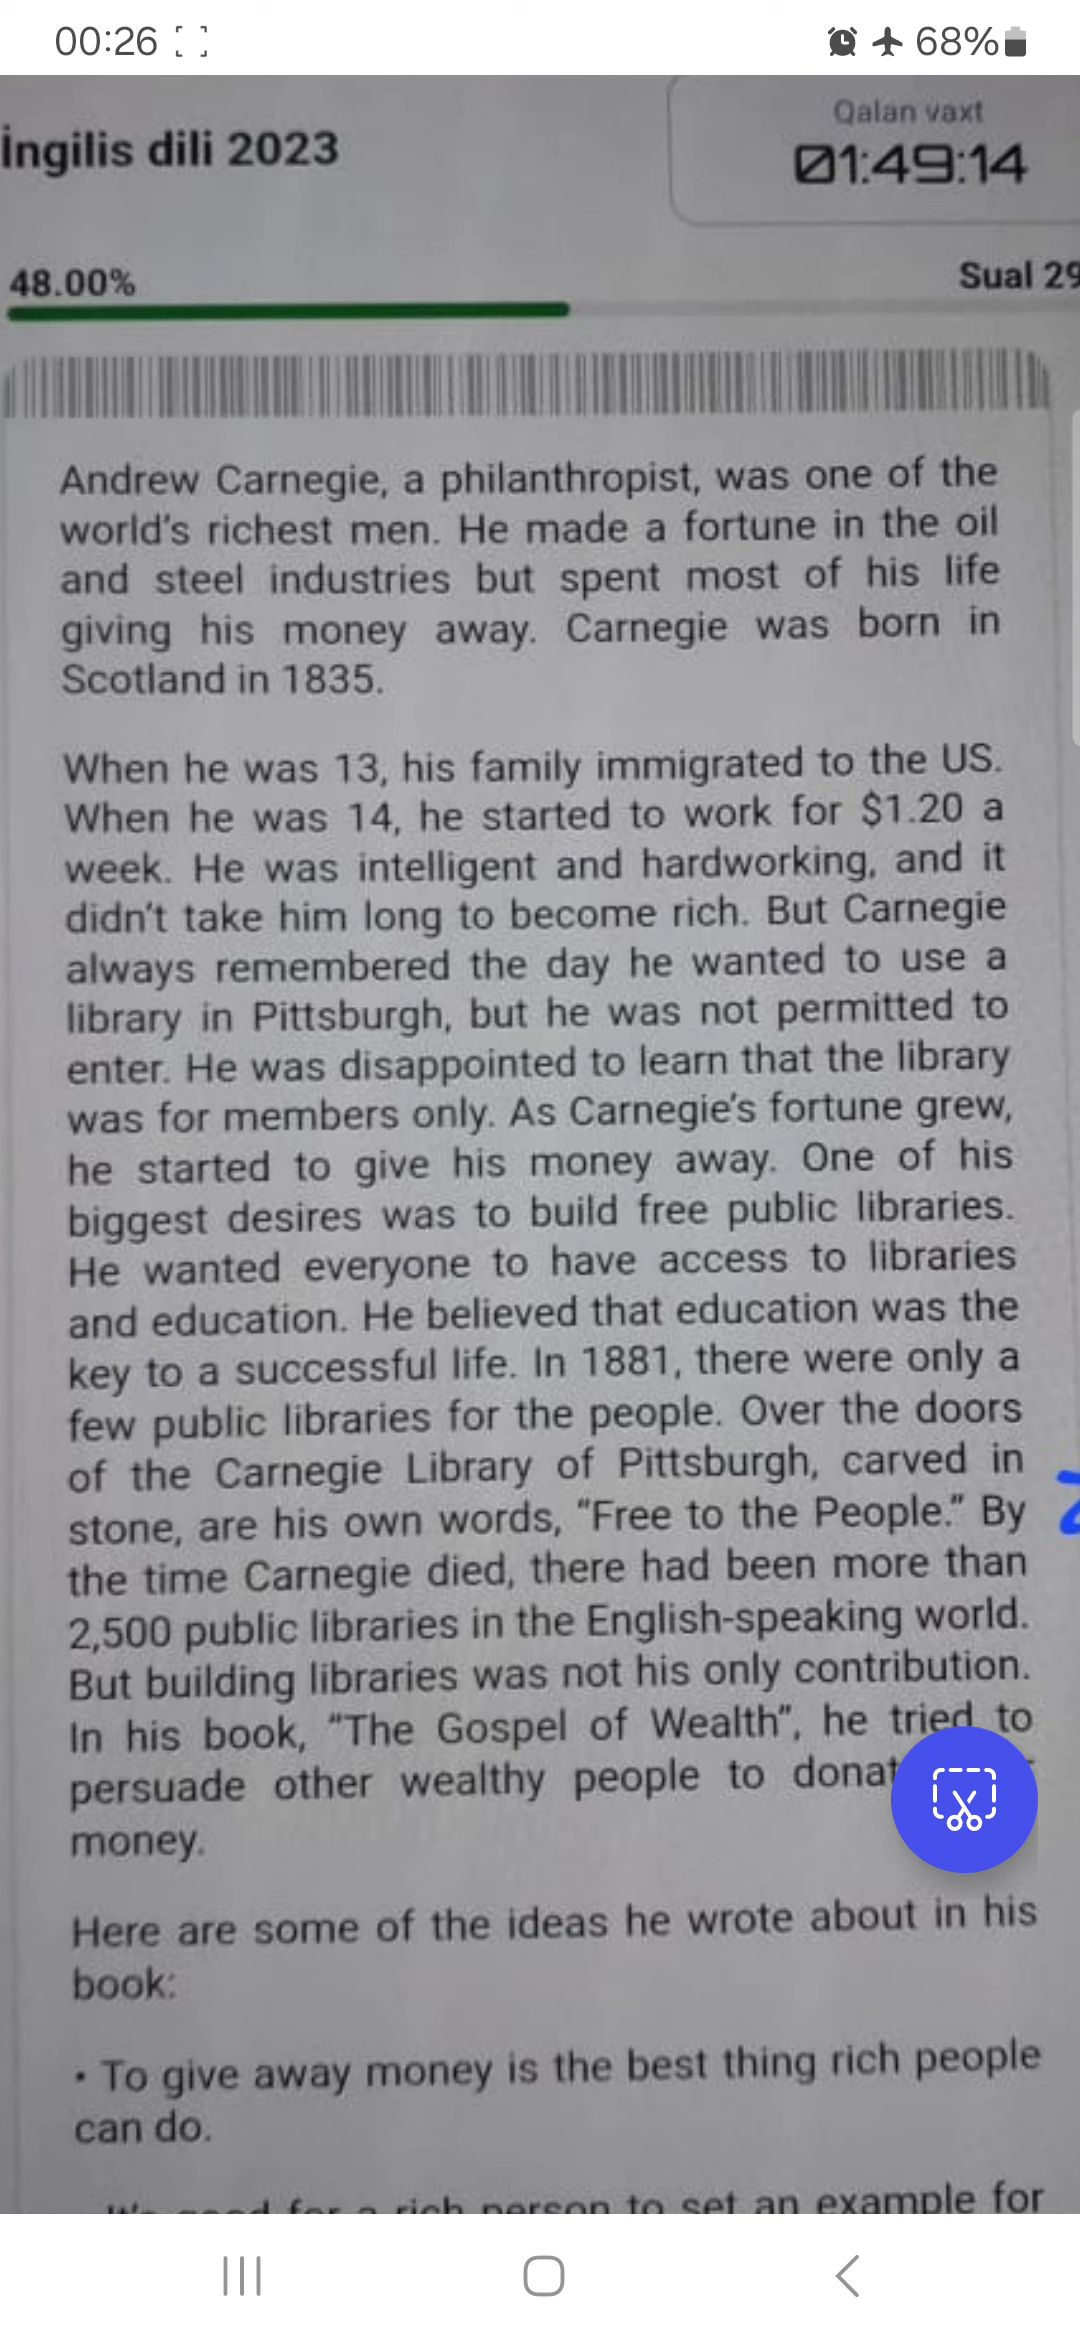 00:26
68%
İngilis dili 2023
Qalan vaxt
01:49:14
48.00%
Sual 29
Andrew Carnegie, a philanthropist, was one of the
world's richest men. He made a fortune in the oil
and steel industries but spent most of his life
giving his money away. Carnegie was born in
Scotland in 1835.
When he was 13, his family immigrated to the US.
When he was 14, he started to work for $1.20 a
week. He was intelligent and hardworking, and it
didn't take him long to become rich. But Carnegie
always remembered the day he wanted to use a
library in Pittsburgh, but he was not permitted to
enter. He was disappointed to learn that the library
was for members only. As Carnegie's fortune grew,
he started to give his money away. One of his
biggest desires was to build free public libraries.
He wanted everyone to have access to libraries
and education. He believed that education was the
key to a successful life. In 1881, there were only a
few public libraries for the people. Over the doors
of the Carnegie Library of Pittsburgh, carved in
stone, are his own words, “Free to the People.” By
the time Carnegie died, there had been more than
2,500 public libraries in the English-speaking world.
But building libraries was not his only contribution.
In his book, “The Gospel of Wealth”, he tried to
persuade other wealthy people to
money.
Here are some of the ideas he wrote about in his
book:
• To give away money is the best thing rich people
can do.
It's good for a rich person to set an example for